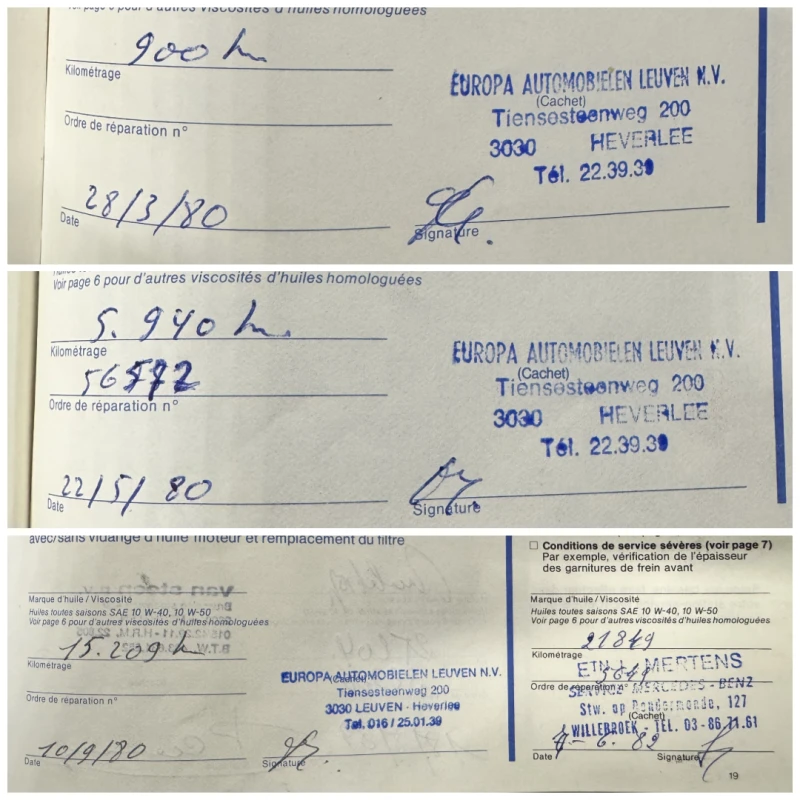 Voir page 6 pour d'autres viscosités d'huiles homologuées
900 km
Kilométrage
Ordre de réparation n°
28/3/80
Date
EUROPA AUTOMOBIELEN LEUVEN N.V.
(Cachet)
Tiensesteenweg 200
3030 HEVERLEE
Tél. 22.39.39
Signature
Voir page 6 pour d'autres viscosités d'huiles homologuées
5.940 km
Kilométrage
56772
Ordre de réparation n°
22/5/80
Date
EUROPA AUTOMOBIELEN LEUVEN N.V.
(Cachet)
Tiensesteenweg 200
3030 HEVERLEE
Tél. 22.39.39
Signature
avec/sans vidange d'huile moteur et remplacement du filtre
Marque d'huile / Viscosité
Huiles toutes saisons SAE 10 W-40, 10 W-50
Voir page 6 pour d'autres viscosités d'huiles homologuées
15.209 km
Kilométrage
Ordre de réparation n°
10/9/80
Date
EUROPA AUTOMOBIELEN LEUVEN N.V.
(Cachet)
Tiensesteenweg 200
3030 LEUVEN - Heverlee
Tel. 016 / 25.01.39
Signature
☐ Conditions de service sévères (voir page 7)
Par exemple, vérification de l'épaisseur
des garnitures de frein avant
Marque d'huile / Viscosité
Huiles toutes saisons SAE 10 W-40, 10 W-50
Voir page 6 pour d'autres viscosités d'huiles homologuées
21849
Kilométrage
MERTENS
Ordre de réparation n°
SERVICE MERCEDES - BENZ
Stw. op Dendermonde, 127
(Cachet)
WILLEBROEK - TEL. 03 - 86.71.61
Date
Signature
19